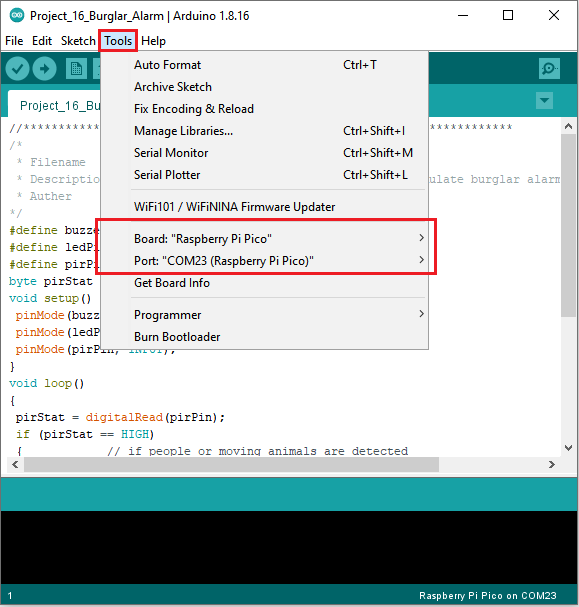 Project_16_Burglar_Alarm | Arduino 1.8.16
File Edit Sketch Tools Help
Auto Format Ctrl+T
Archive Sketch
Fix Encoding & Reload
Manage Libraries... Ctrl+Shift+I
Serial Monitor Ctrl+Shift+M
Serial Plotter Ctrl+Shift+L
WiFi101 / WiFiNINA Firmware Updater
Board: "Raspberry Pi Pico"
Port: "COM23 (Raspberry Pi Pico)"
Get Board Info
Programmer
Burn Bootloader
Project_16_Bu
//**********
**********
/*
* Filename
* Descriptio
ulate burglar alarm
* Auther
*/
#define buzze
#define ledPi
#define pirPi
byte pirStat
void setup()
pinMode(buzz
pinMode(ledP
pinMode(pirPin, INPUT);
}
void loop()
{
pirStat = digitalRead(pirPin);
if (pirStat == HIGH)
{ // if people or moving animals are detected
1 Raspberry Pi Pico on COM23